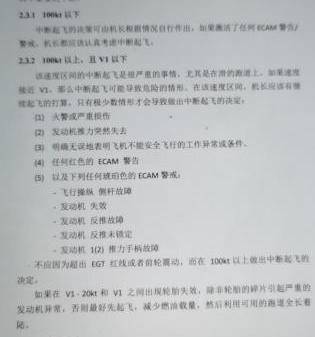 2.3.1 100kt 以下
中断起飞的决策可由机长根据情况自行作出，如果激活了任何 ECAM 警告/
警戒，机长都应该认真考虑中断起飞。
2.3.2 100kt 以上，且 V1 以下
该速度区间的中断起飞是很严重的事情，尤其是在滑的跑道上。如果速度
接近 V1，那么中断起飞可能导致危险的情形。在该速度区间，机长应该有继
续起飞的打算，只有极少数情形才会导致做出中断起飞的决定：
(1) 火警或严重损伤
(2) 发动机推力突然失去
(3) 明确无误地表明飞机不能安全飞行的工作异常或条件。
(4) 任何红色的 ECAM 警告
(5) 以及下列任何琥珀色的 ECAM 警戒：
- 飞行操纵 侧杆故障
- 发动机 失效
- 发动机 反推故障
- 发动机 反推未锁定
- 发动机 1(2) 推力手柄故障
不应因为超出 EGT 红线或者前轮震动，而在 100kt 以上做出中断起飞的
决定。
如果在 V1 - 20kt 和 V1 之间出现轮胎失效，除非轮胎的碎片引起严重的
发动机异常，否则最好先起飞，减少燃油载量，然后利用可用的跑道全长着
陆。